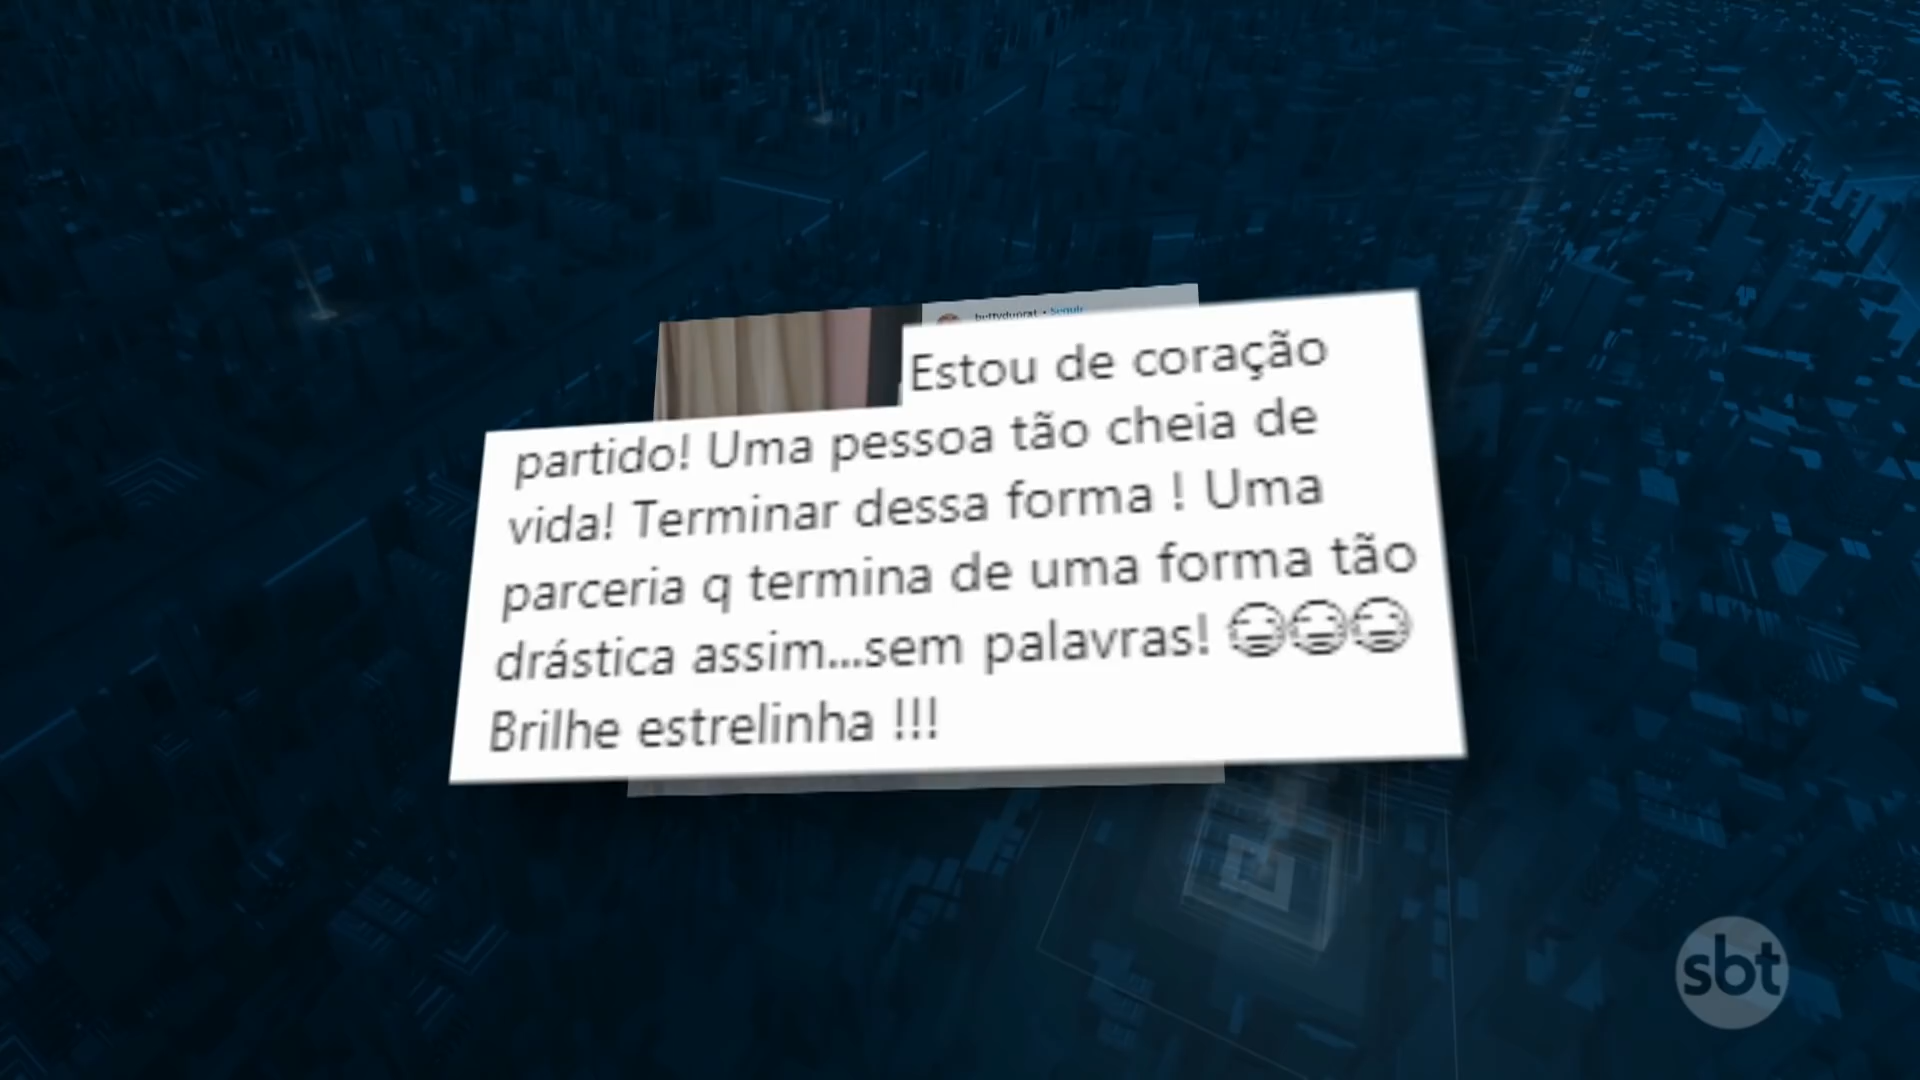 Estou de coração
partido! Uma pessoa tão cheia de
vida! Terminar dessa forma ! Uma
parceria q termina de uma forma tão
drástica assim...sem palavras! 😂😂😂
Brilhe estrelinha !!!
sbt